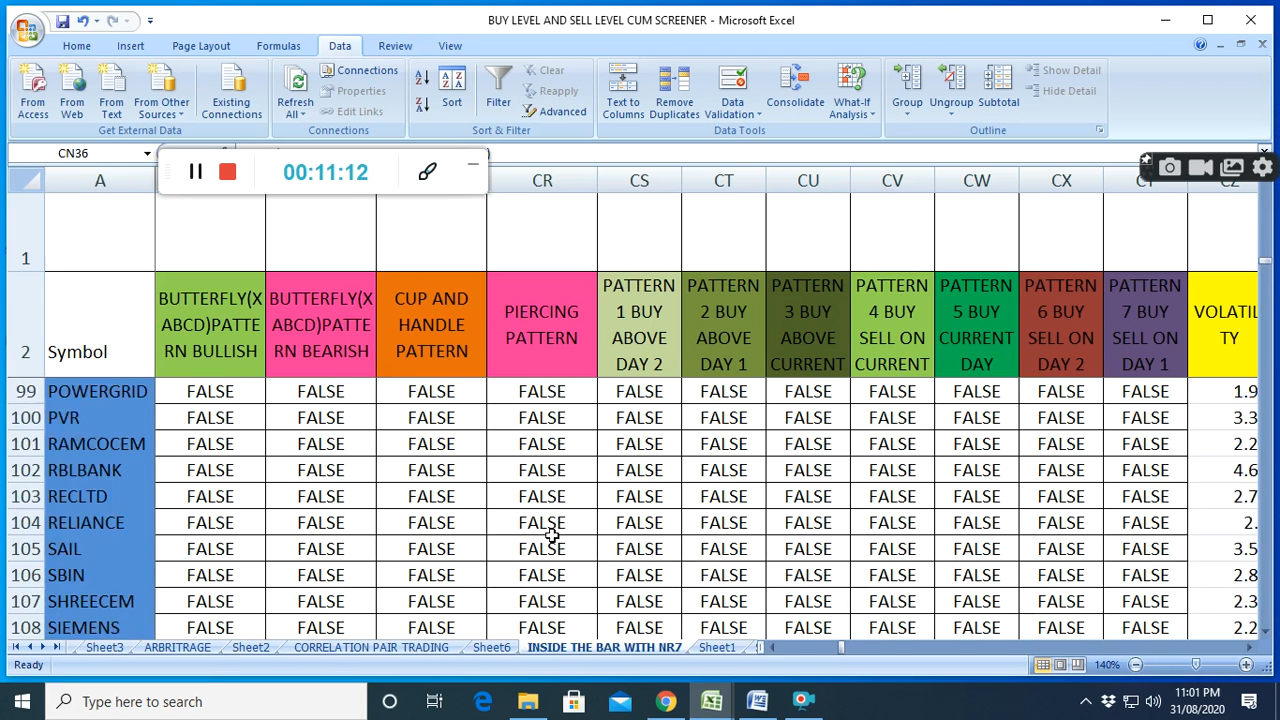 BUY LEVEL AND SELL LEVEL CUM SCREENER - Microsoft Excel
Home Insert Page Layout Formulas Data Review View
From Access
From Web
From Text
From Other Sources
Existing Connections
Get External Data
Refresh All
Connections
Properties
Edit Links
Connections
Sort
Filter
Clear
Reapply
Advanced
Sort & Filter
Text to Columns
Remove Duplicates
Data Validation
Consolidate
What-If Analysis
Data Tools
Group
Ungroup
Subtotal
Show Detail
Hide Detail
Outline
CN36
00:11:12
A CR CS CT CU CV CW CX CZ
1
2 Symbol
BUTTERFLY(X
ABCD)PATTE
RN BULLISH
BUTTERFLY(X
ABCD)PATTE
RN BEARISH
CUP AND
HANDLE
PATTERN
PIERCING
PATTERN
PATTERN
1 BUY
ABOVE
DAY 2
PATTERN
2 BUY
ABOVE
DAY 1
PATTERN
3 BUY
ABOVE
CURRENT
PATTERN
4 BUY
SELL ON
CURRENT
PATTERN
5 BUY
CURRENT
DAY
PATTERN
6 BUY
SELL ON
DAY 2
PATTERN
7 BUY
SELL ON
DAY 1
VOLATIL
TY
99 POWERGRID FALSE FALSE FALSE FALSE FALSE FALSE FALSE FALSE FALSE FALSE FALSE 1.9
100 PVR FALSE FALSE FALSE FALSE FALSE FALSE FALSE FALSE FALSE FALSE FALSE 3.3
101 RAMCOCEM FALSE FALSE FALSE FALSE FALSE FALSE FALSE FALSE FALSE FALSE FALSE 2.2
102 RBLBANK FALSE FALSE FALSE FALSE FALSE FALSE FALSE FALSE FALSE FALSE FALSE 4.6
103 RECLTD FALSE FALSE FALSE FALSE FALSE FALSE FALSE FALSE FALSE FALSE FALSE 2.7
104 RELIANCE FALSE FALSE FALSE FALSE FALSE FALSE FALSE FALSE FALSE FALSE FALSE 2.
105 SAIL FALSE FALSE FALSE FALSE FALSE FALSE FALSE FALSE FALSE FALSE FALSE 3.5
106 SBIN FALSE FALSE FALSE FALSE FALSE FALSE FALSE FALSE FALSE FALSE FALSE 2.8
107 SHREECEM FALSE FALSE FALSE FALSE FALSE FALSE FALSE FALSE FALSE FALSE FALSE 2.3
108 SIEMENS FALSE FALSE FALSE FALSE FALSE FALSE FALSE FALSE FALSE FALSE FALSE 2.2
Sheet3 ARBRITRAGE Sheet2 CORRELATION PAIR TRADING Sheet6 INSIDE THE BAR WITH NR7 Sheet1
Ready 140%
Type here to search
11:01 PM
31/08/2020